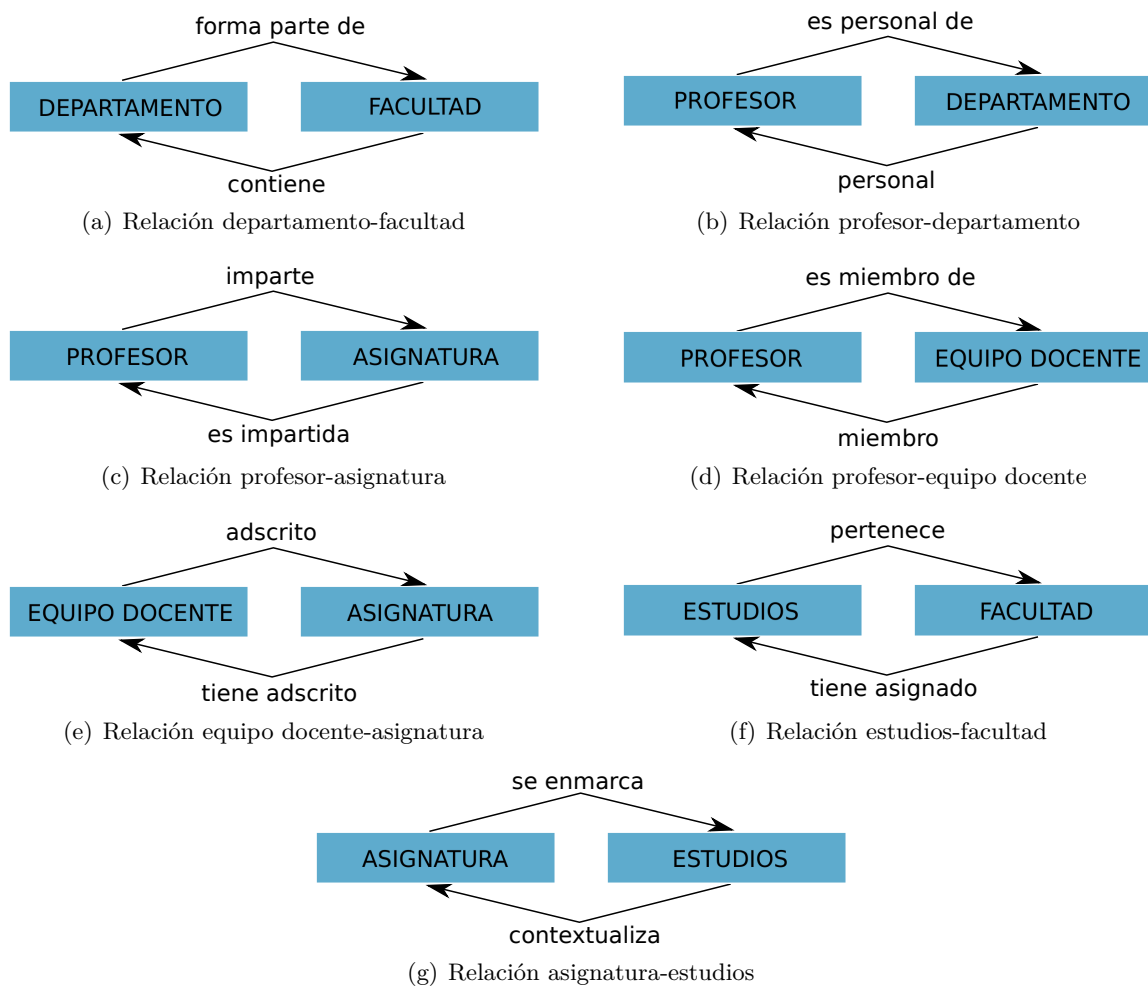 forma parte de
DEPARTAMENTO FACULTAD
contiene
(a) Relación departamento-facultad
es personal de
PROFESOR DEPARTAMENTO
personal
(b) Relación profesor-departamento
imparte
PROFESOR ASIGNATURA
es impartida
(c) Relación profesor-asignatura
es miembro de
PROFESOR EQUIPO DOCENTE
miembro
(d) Relación profesor-equipo docente
adscrito
EQUIPO DOCENTE ASIGNATURA
tiene adscrito
(e) Relación equipo docente-asignatura
pertenece
ESTUDIOS FACULTAD
tiene asignado
(f) Relación estudios-facultad
se enmarca
ASIGNATURA ESTUDIOS
contextualiza
(g) Relación asignatura-estudios